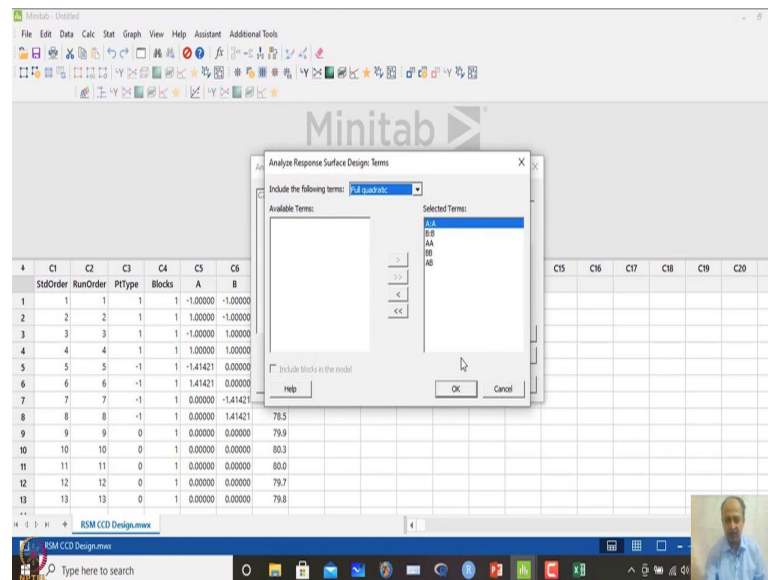 Minitab - Untitled
File Edit Data Calc Stat Graph View Help Assistant Additional Tools
Minitab
Analyze Response Surface Design: Terms X
Include the following terms: Full quadratic
Available Terms: Selected Terms:
A:A
B:B
AA
BB
AB
>
>>
<
<<
Include blocks in the model
Help OK Cancel
C1 C2 C3 C4 C5 C6 C15 C16 C17 C18 C19 C20
StdOrder RunOrder PtType Blocks A B
1 1 1 1 1 -1.00000 -1.00000
2 2 2 1 1 1.00000 -1.00000
3 3 3 1 1 -1.00000 1.00000
4 4 4 1 1 1.00000 1.00000
5 5 5 -1 1 -1.41421 0.00000
6 6 6 -1 1 1.41421 0.00000
7 7 7 -1 1 0.00000 -1.41421
8 8 8 -1 1 0.00000 1.41421 78.5
9 9 9 0 1 0.00000 0.00000 79.9
10 10 10 0 1 0.00000 0.00000 80.3
11 11 11 0 1 0.00000 0.00000 80.0
12 12 12 0 1 0.00000 0.00000 79.7
13 13 13 0 1 0.00000 0.00000 79.8
RSM CCD Design.mwx
RSM CCD Design.mwx
Type here to search
NPTEL